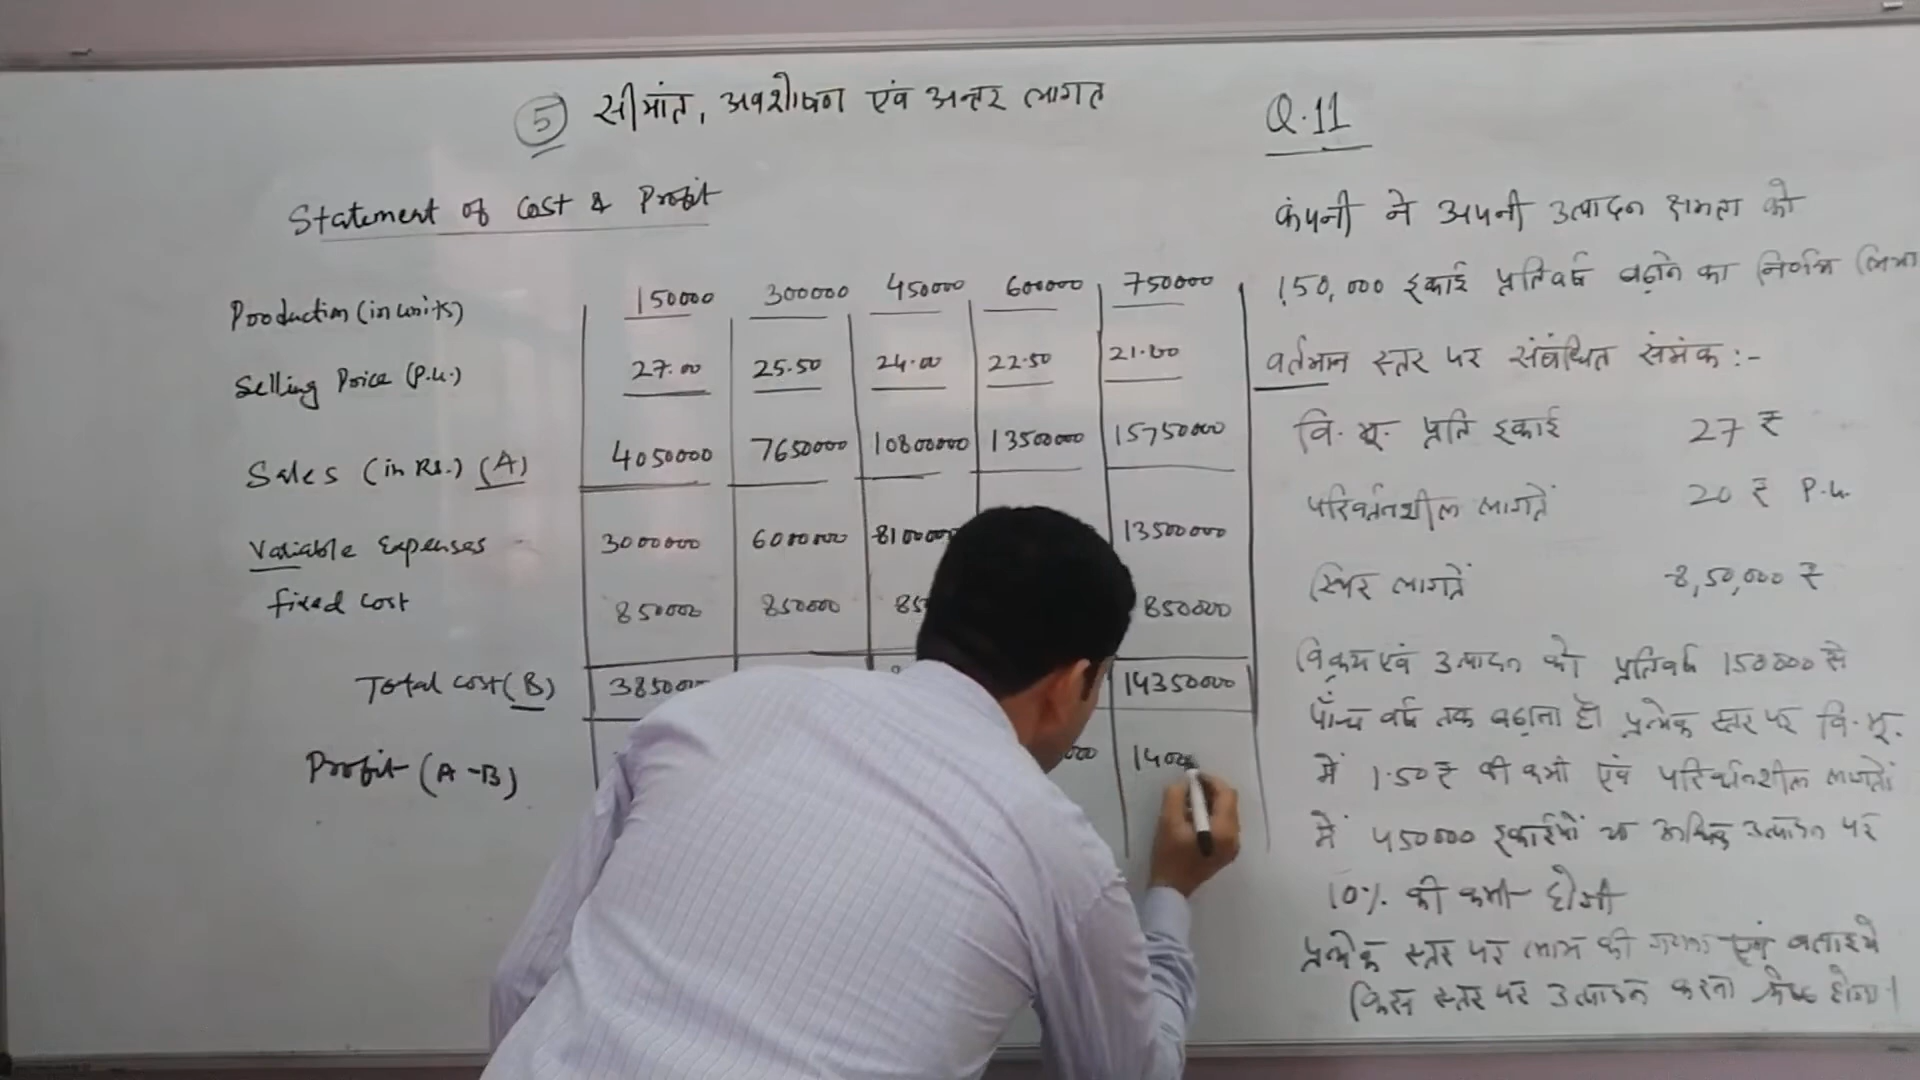 5 सीमांत, अवशोषण एवं अन्तर लागत
Q.11
Statement of Cost & Profit
Production (in units) 150000 300000 450000 600000 750000
Selling Price (P.U.) 27.00 25.50 24.00 22.50 21.00
Sales (in Rs.) (A) 4050000 7650000 10800000 13500000 15750000
Variable Expenses 3000000 6000000 8100000 13500000
fixed cost 850000 850000 850000
Total cost (B) 14350000
Profit (A-B)
कंपनी ने अपनी उत्पादन क्षमता को
150,000 इकाई प्रतिवर्ष बढ़ाने का निर्णय लिया
वर्तमान स्तर पर संबंधित समंक :-
वि. मू. प्रति इकाई 27 ₹
परिवर्तनशील लागतें 20 ₹ P.u.
स्थिर लागतें 8,50,000 ₹
विक्रय एवं उत्पादन को प्रतिवर्ष 150000 से
पाँच वर्ष तक बढ़ाना है। प्रत्येक स्तर पर वि. मू.
में 1.50 ₹ की कमी एवं परिवर्तनशील लागतों
में 450000 इकाईयों या अधिक उत्पादन पर
10% की कमी होगी
प्रत्येक स्तर पर लाभ की गणना एवं बताइये
किस स्तर पर उत्पादन करना श्रेष्ठ होगा।